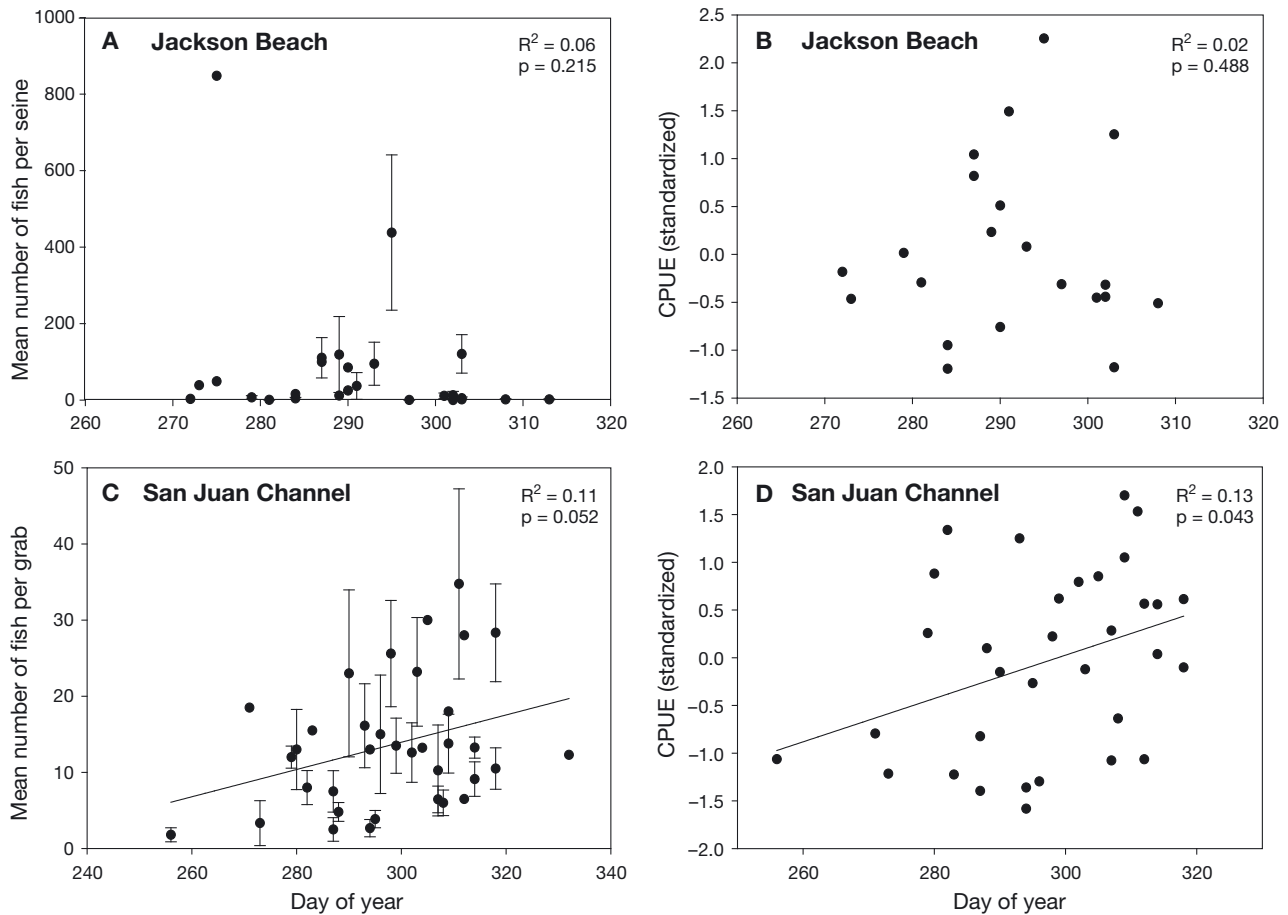 A Jackson Beach
R² = 0.06
p = 0.215
Mean number of fish per seine
1000
800
600
400
200
0
260 270 280 290 300 310 320
B Jackson Beach
R² = 0.02
p = 0.488
CPUE (standardized)
2.5
2.0
1.5
1.0
0.5
0.0
−0.5
−1.0
−1.5
260 270 280 290 300 310 320
C San Juan Channel
R² = 0.11
p = 0.052
Mean number of fish per grab
50
40
30
20
10
0
240 260 280 300 320 340
Day of year
D San Juan Channel
R² = 0.13
p = 0.043
CPUE (standardized)
2.0
1.5
1.0
0.5
0.0
−0.5
−1.0
−1.5
−2.0
260 280 300 320
Day of year